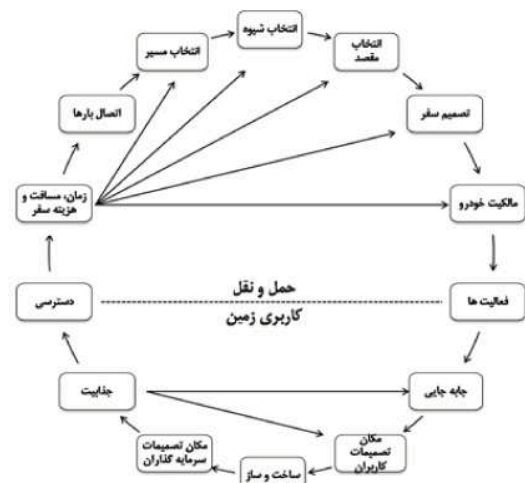 انتخاب شیوه
انتخاب مسیر
انتخاب
مقصد
اتصال بارها
تصمیم سفر
زمان، مسافت و
هزینه سفر
مالکیت خودرو
حمل و نقل
دسترسی
فعالیت ها
کاربری زمین
جذابیت
جابه جایی
مکان
تصمیمات
کاربران
مکان تصمیمات
سرمایه گذاران
ساخت و ساز